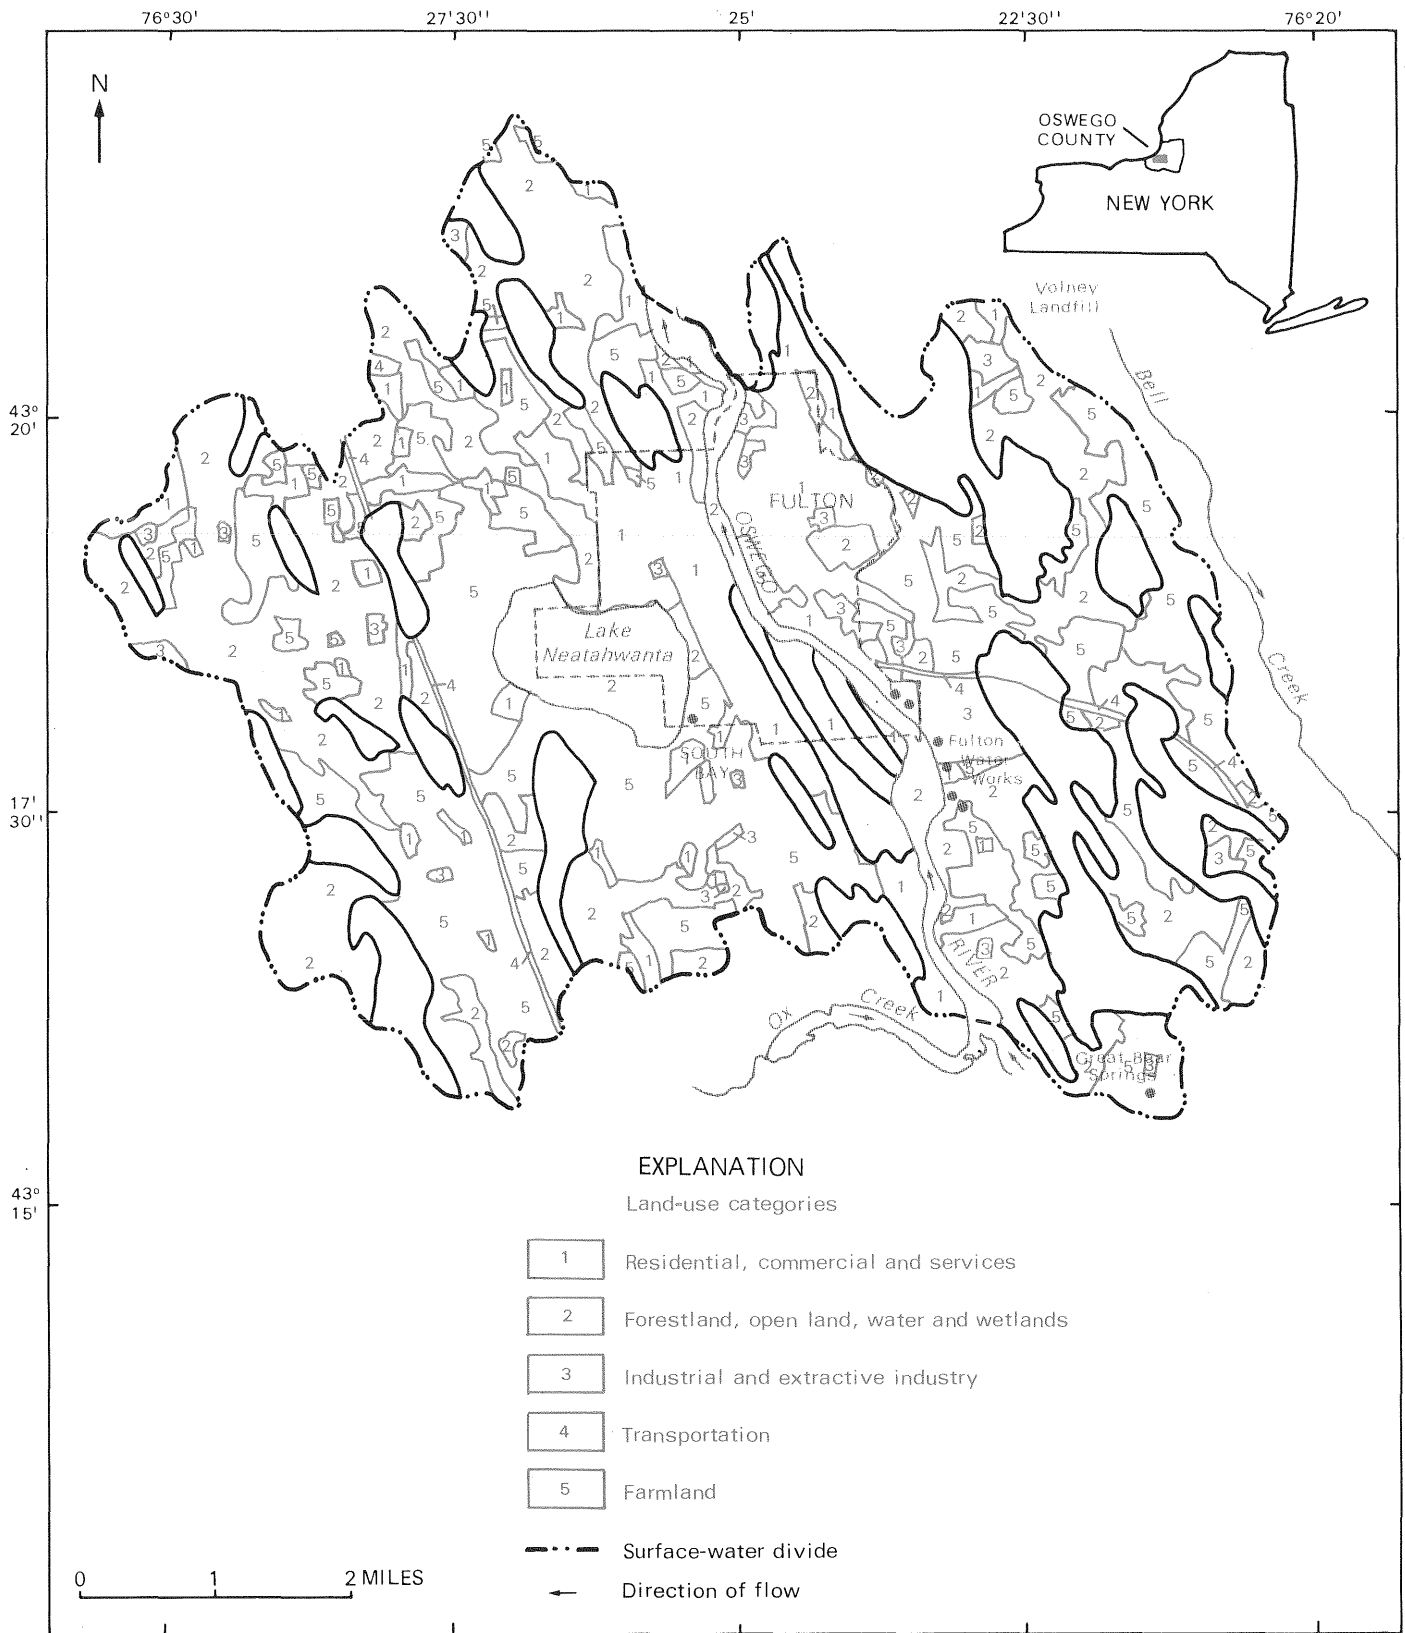 76°30'
27'30''
25'
22'30''
76°20'
N
OSWEGO
COUNTY
NEW YORK
Volney
Landfill
Bell
Creek
43°
20'
FULTON
OSWEGO
Lake
Neatahwanta
SOUTH
BAY
Fulton
Water
Works
17'
30''
RIVER
Ox
Creek
Great Bear
Springs
43°
15'
EXPLANATION
Land-use categories
1 Residential, commercial and services
2 Forestland, open land, water and wetlands
3 Industrial and extractive industry
4 Transportation
5 Farmland
Surface-water divide
Direction of flow
0 1 2 MILES